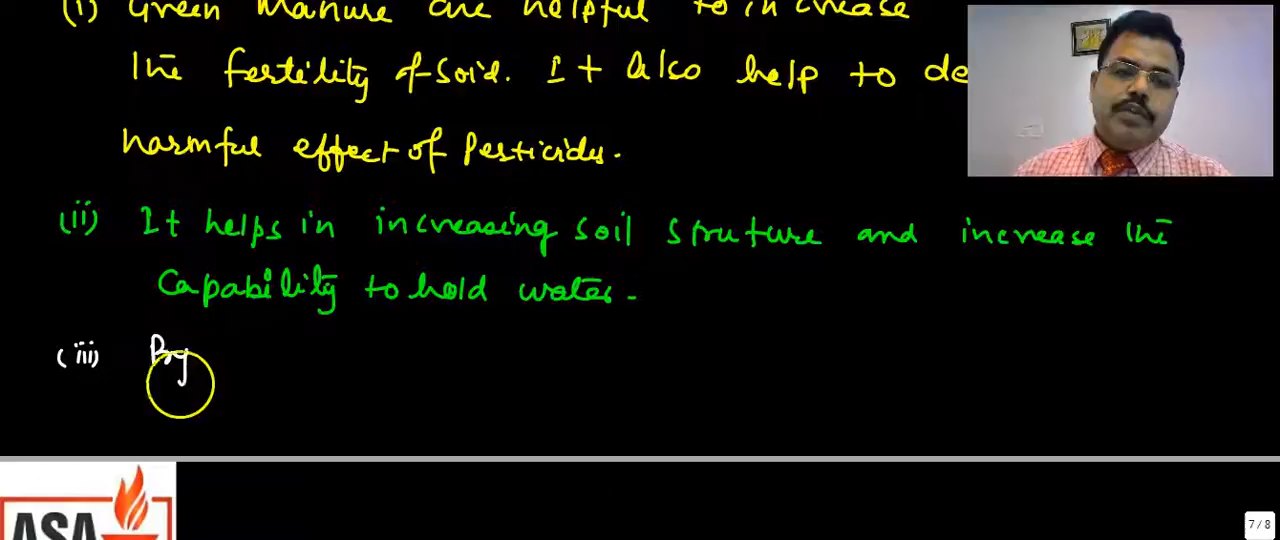 (i) Green Manure are helpful to increase
the fertility of soil. It also help to de
harmful effect of Pesticides.
(ii) It helps in increasing soil struture and increase the
Capability to hold water.
(iii) By
ASA
7 / 8